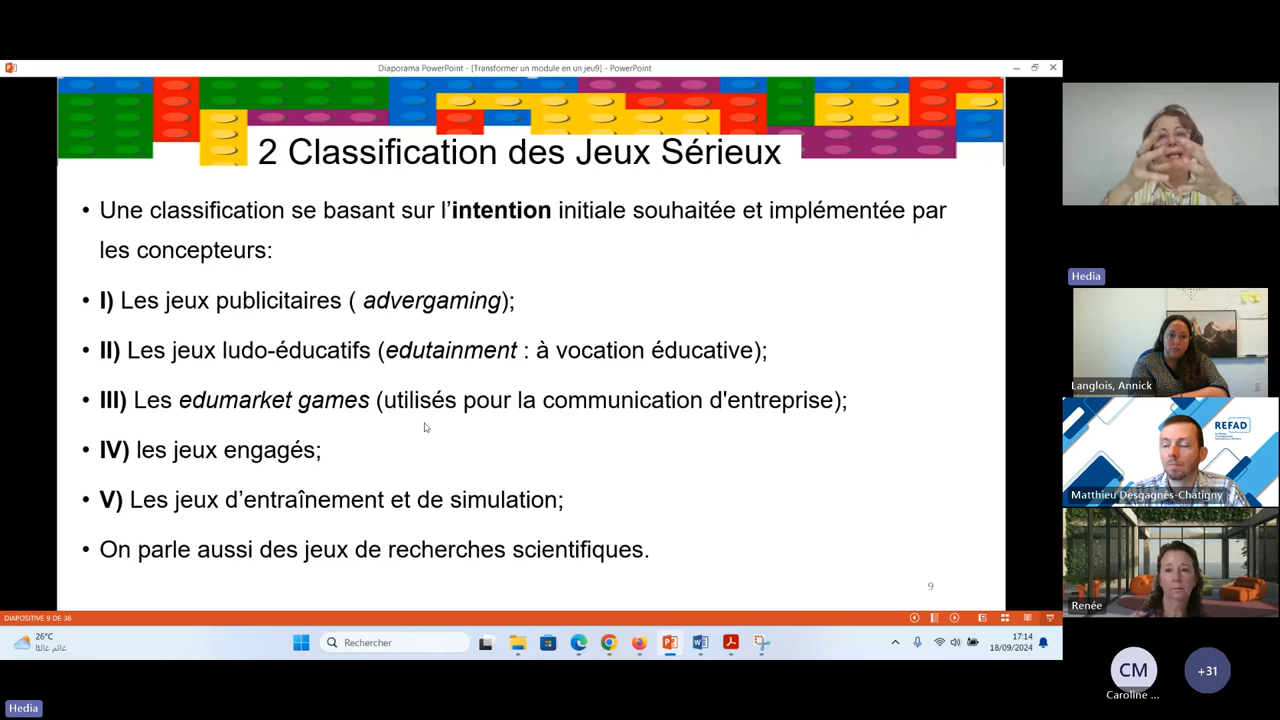 Diaporama PowerPoint - [Transformer un module en un jeu9] - PowerPoint
2 Classification des Jeux Sérieux
• Une classification se basant sur l'intention initiale souhaitée et implémentée par
les concepteurs:
• I) Les jeux publicitaires ( advergaming);
• II) Les jeux ludo-éducatifs (edutainment : à vocation éducative);
• III) Les edumarket games (utilisés pour la communication d'entreprise);
• IV) les jeux engagés;
• V) Les jeux d’entraînement et de simulation;
• On parle aussi des jeux de recherches scientifiques.
9
DIAPOSITIVE 9 DE 36
26°C
غائم غالبًا
Rechercher
17:14
18/09/2024
Hedia
Hedia
Langlois, Annick
REFAD
Matthieu Desgagnés-Chatigny
Renée
CM
Caroline ...
+31